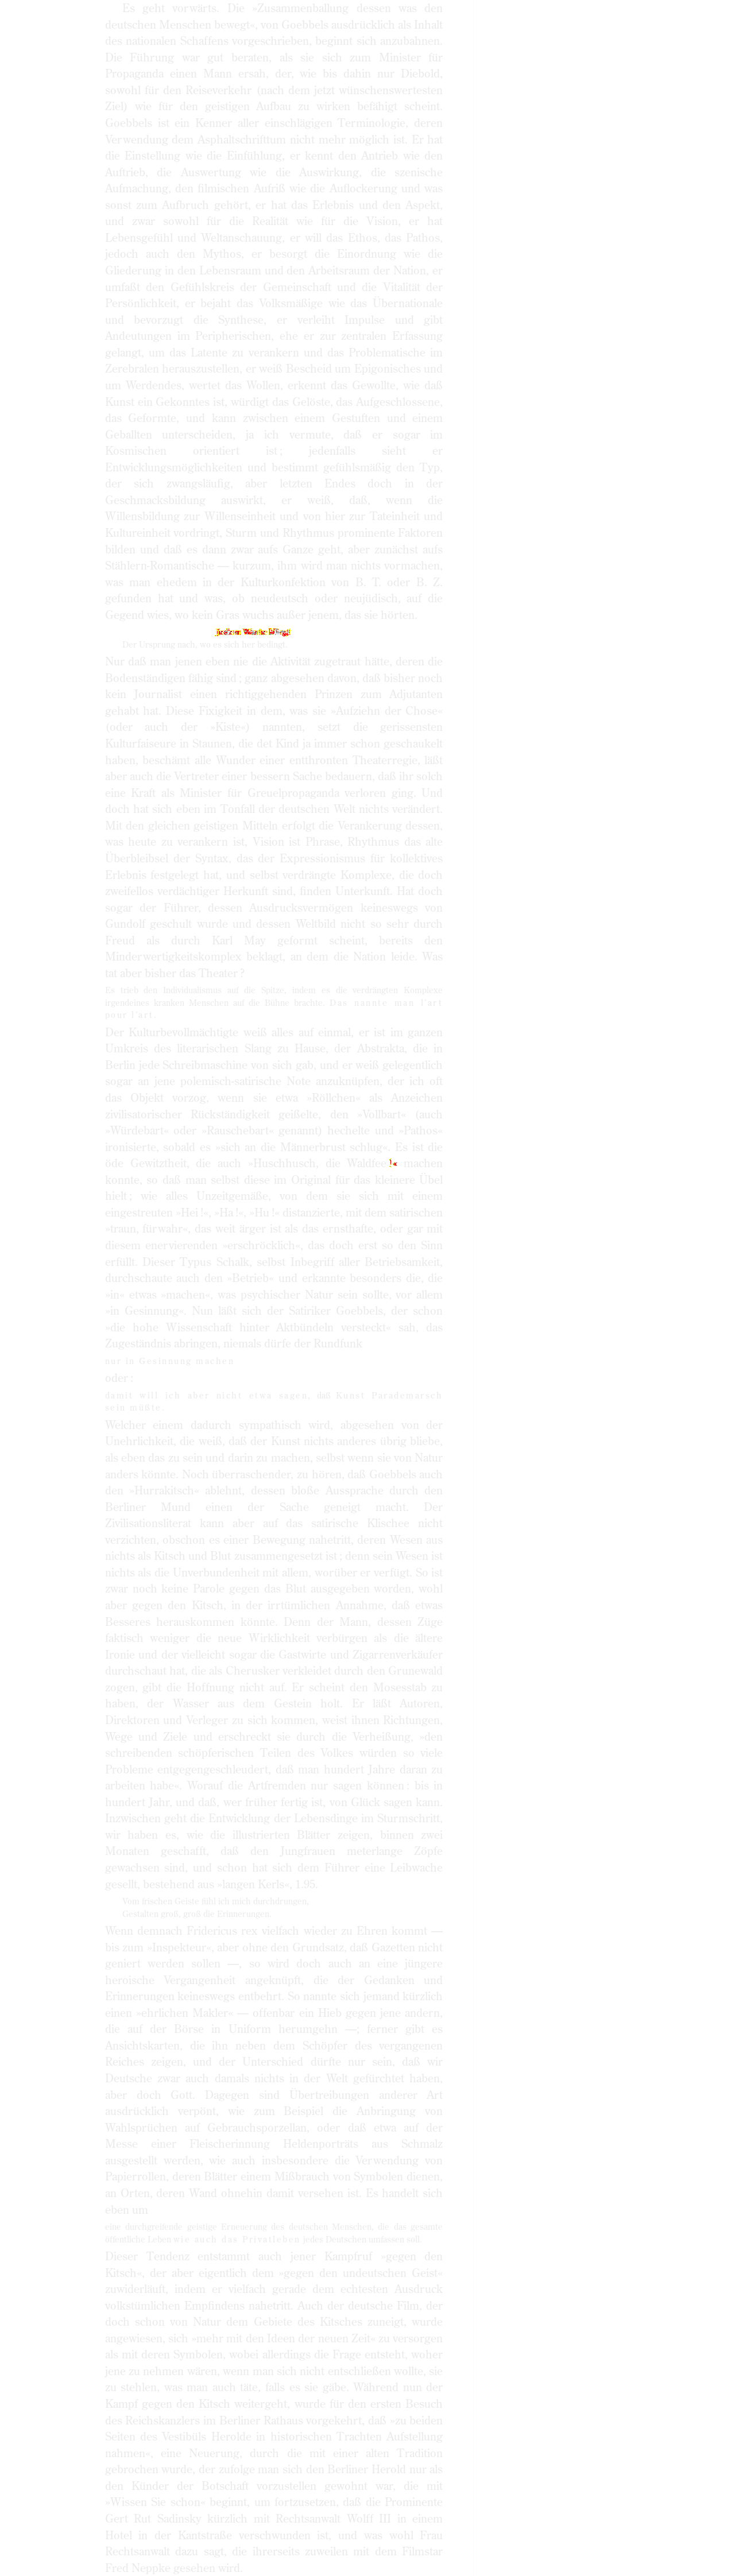 Es geht vorwärts. Die »Zusammenballung dessen was den
deutschen Menschen bewegt«, von Goebbels ausdrücklich als Inhalt
des nationalen Schaffens vorgeschrieben, beginnt sich anzubahnen.
Die Führung war gut beraten, als sie sich zum Minister für
Propaganda einen Mann ersah, der, wie bis dahin nur Diebold,
sowohl für den Reiseverkehr (nach dem jetzt wünschenswertesten
Ziel) wie für den geistigen Aufbau zu wirken befähigt scheint.
Goebbels ist ein Kenner aller einschlägigen Terminologie, deren
Verwendung dem Asphaltschrifttum nicht mehr möglich ist. Er hat
die Einstellung wie die Einfühlung, er kennt den Antrieb wie den
Auftrieb, die Auswertung wie die Auswirkung, die szenische
Aufmachung, den filmischen Aufriß wie die Auflockerung und was
sonst zum Aufbruch gehört, er hat das Erlebnis und den Aspekt,
und zwar sowohl für die Realität wie für die Vision, er hat
Lebensgefühl und Weltanschauung, er will das Ethos, das Pathos,
jedoch auch den Mythos, er besorgt die Einordnung wie die
Gliederung in den Lebensraum und den Arbeitsraum der Nation, er
umfaßt den Gefühlskreis der Gemeinschaft und die Vitalität der
Persönlichkeit, er bejaht das Volksmäßige wie das Übernationale
und bevorzugt die Synthese, er verleiht Impulse und gibt
Andeutungen im Peripherischen, ehe er zur zentralen Erfassung
gelangt, um das Latente zu verankern und das Problematische im
Zerebralen herauszustellen, er weiß Bescheid um Epigonisches und
um Werdendes, wertet das Wollen, erkennt das Gewollte, wie daß
Kunst ein Gekonntes ist, würdigt das Gelöste, das Aufgeschlossene,
das Geformte, und kann zwischen einem Gestuften und einem
Geballten unterscheiden, ja ich vermute, daß er sogar im
Kosmischen orientiert ist ; jedenfalls sieht er
Entwicklungsmöglichkeiten und bestimmt gefühlsmäßig den Typ,
der sich zwangsläufig, aber letzten Endes doch in der
Geschmacksbildung auswirkt, er weiß, daß, wenn die
Willensbildung zur Willenseinheit und von hier zur Tateinheit und
Kultureinheit vordringt, Sturm und Rhythmus prominente Faktoren
bilden und daß es dann zwar aufs Ganze geht, aber zunächst aufs
Stählern-Romantische — kurzum, ihm wird man nichts vormachen,
was man ehedem in der Kulturkonfektion von B. T. oder B. Z.
gefunden hat und was, ob neudeutsch oder neujüdisch, auf die
Gegend wies, wo kein Gras wuchs außer jenem, das sie hörten.
Der Ursprung nach, wo es sich her bedingt.
Nur daß man jenen eben nie die Aktivität zugetraut hätte, deren die
Bodenständigen fähig sind ; ganz abgesehen davon, daß bisher noch
kein Journalist einen richtiggehenden Prinzen zum Adjutanten
gehabt hat. Diese Fixigkeit in dem, was sie »Aufziehn der Chose«
(oder auch der »Kiste«) nannten, setzt die gerissensten
Kulturfaiseure in Staunen, die det Kind ja immer schon geschaukelt
haben, beschämt alle Wunder einer entthronten Theaterregie, läßt
aber auch die Vertreter einer bessern Sache bedauern, daß ihr solch
eine Kraft als Minister für Greuelpropaganda verloren ging. Und
doch hat sich eben im Tonfall der deutschen Welt nichts verändert.
Mit den gleichen geistigen Mitteln erfolgt die Verankerung dessen,
was heute zu verankern ist, Vision ist Phrase, Rhythmus das alte
Überbleibsel der Syntax, das der Expressionismus für kollektives
Erlebnis festgelegt hat, und selbst verdrängte Komplexe, die doch
zweifellos verdächtiger Herkunft sind, finden Unterkunft. Hat doch
sogar der Führer, dessen Ausdrucksvermögen keineswegs von
Gundolf geschult wurde und dessen Weltbild nicht so sehr durch
Freud als durch Karl May geformt scheint, bereits den
Minderwertigkeitskomplex beklagt, an dem die Nation leide. Was
tat aber bisher das Theater ?
Es trieb den Individualismus auf die Spitze, indem es die verdrängten Komplexe
irgendeines kranken Menschen auf die Bühne brachte. Das nannte man l'art
pour l'art.
Der Kulturbevollmächtigte weiß alles auf einmal, er ist im ganzen
Umkreis des literarischen Slang zu Hause, der Abstrakta, die in
Berlin jede Schreibmaschine von sich gab, und er weiß gelegentlich
sogar an jene polemisch-satirische Note anzuknüpfen, der ich oft
das Objekt vorzog, wenn sie etwa »Röllchen« als Anzeichen
zivilisatorischer Rückständigkeit geißelte, den »Vollbart« (auch
»Würdebart« oder »Rauschebart« genannt) hechelte und »Pathos«
ironisierte, sobald es »sich an die Männerbrust schlug«. Es ist die
öde Gewitztheit, die auch »Huschhusch, die Waldfee !« machen
konnte, so daß man selbst diese im Original für das kleinere Übel
hielt ; wie alles Unzeitgemäße, von dem sie sich mit einem
eingestreuten »Hei !«, »Ha !«, »Hu !« distanzierte, mit dem satirischen
»traun, fürwahr«, das weit ärger ist als das ernsthafte, oder gar mit
diesem enervierenden »erschröcklich«, das doch erst so den Sinn
erfüllt. Dieser Typus Schalk, selbst Inbegriff aller Betriebsamkeit,
durchschaute auch den »Betrieb« und erkannte besonders die, die
»in« etwas »machen«, was psychischer Natur sein sollte, vor allem
»in Gesinnung«. Nun läßt sich der Satiriker Goebbels, der schon
»die hohe Wissenschaft hinter Aktbündeln versteckt« sah, das
Zugeständnis abringen, niemals dürfe der Rundfunk
nur in Gesinnung machen
oder :
damit will ich aber nicht etwa sagen, daß Kunst Parademarsch
sein müßte
Welcher einem dadurch sympathisch wird, abgesehen von der
Unehrlichkeit, die weiß, daß der Kunst nichts anderes übrig bliebe,
als eben das zu sein und darin zu machen, selbst wenn sie von Natur
anders könnte. Noch überraschender, zu hören, daß Goebbels auch
den »Hurrakitsch« ablehnt, dessen bloße Aussprache durch den
Berliner Mund einen der Sache geneigt macht. Der
Zivilisationsliterat kann aber auf das satirische Klischee nicht
verzichten, obschon es einer Bewegung nahetritt, deren Wesen aus
nichts als Kitsch und Blut zusammengesetzt ist ; denn sein Wesen ist
nichts als die Unverbundenheit mit allem, worüber er verfügt. So ist
zwar noch keine Parole gegen das Blut ausgegeben worden, wohl
aber gegen den Kitsch, in der irrtümlichen Annahme, daß etwas
Besseres herauskommen könnte. Denn der Mann, dessen Züge
faktisch weniger die neue Wirklichkeit verbürgen als die ältere
Ironie und der vielleicht sogar die Gastwirte und Zigarrenverkäufer
durchschaut hat, die als Cherusker verkleidet durch den Grunewald
zogen, gibt die Hoffnung nicht auf. Er scheint den Mosesstab zu
haben, der Wasser aus dem Gestein holt. Er läßt Autoren,
Direktoren und Verleger zu sich kommen, weist ihnen Richtungen,
Wege und Ziele und erschreckt sie durch die Verheißung, »den
schreibenden schöpferischen Teilen des Volkes würden so viele
Probleme entgegengeschleudert, daß man hundert Jahre daran zu
arbeiten habe«. Worauf die Artfremden nur sagen können : bis in
hundert Jahr, und daß, wer früher fertig ist, von Glück sagen kann.
Inzwischen geht die Entwicklung der Lebensdinge im Sturmschritt,
wir haben es, wie die illustrierten Blätter zeigen, binnen zwei
Monaten geschafft, daß den Jungfrauen meterlange Zöpfe
gewachsen sind, und schon hat sich dem Führer eine Leibwache
gesellt, bestehend aus »langen Kerls«, 1.95.
Vom frischen Geiste fühl ich mich durchdrungen,
Gestalten groß, groß die Erinnerungen.
Wenn demnach Fridericus rex vielfach wieder zu Ehren kommt —
bis zum »Inspekteur«, aber ohne den Grundsatz, daß Gazetten nicht
geniert werden sollen —, so wird doch auch an eine jüngere
heroische Vergangenheit angeknüpft, die der Gedanken und
Erinnerungen keineswegs entbehrt. So nannte sich jemand kürzlich
einen »ehrlichen Makler« — offenbar ein Hieb gegen jene andern,
die auf der Börse in Uniform herumgehn —, ferner gibt es
Ansichtskarten, die ihn neben dem Schöpfer des vergangenen
Reiches zeigen, und der Unterschied dürfte nur sein, daß wir
Deutsche zwar auch damals nichts in der Welt gefürchtet haben,
aber doch Gott. Dagegen sind Übertreibungen anderer Art
ausdrücklich verpönt, wie zum Beispiel die Anbringung von
Wahlsprüchen auf Gebrauchsporzellan, oder daß etwa auf der
Messe einer Fleischerinnung Heldenporträts aus Schmalz
ausgestellt werden, wie auch insbesondere die Verwendung von
Papierrollen, deren Blätter einem Mißbrauch von Symbolen dienen,
an Orten, deren Wand ohnehin damit versehen ist. Es handelt sich
eben um
eine durchgreifende geistige Erneuerung des deutschen Menschen, die das gesamte
öffentliche Leben wie auch das Privatleben jedes Deutschen umfassen soll.
Dieser Tendenz entstammt auch jener Kampfruf »gegen den
Kitsch«, der aber eigentlich dem »gegen den undeutschen Geist«
zuwiderläuft, indem er vielfach gerade dem echtesten Ausdruck
volkstümlichen Empfindens nahetritt. Auch der deutsche Film, der
doch schon von Natur dem Gebiete des Kitsches zuneigt, wurde
angewiesen, sich »mehr mit den Ideen der neuen Zeit« zu versorgen
als mit deren Symbolen, wobei allerdings die Frage entsteht, woher
jene zu nehmen wären, wenn man sich nicht entschließen wollte, sie
zu stehlen, was man auch täte, falls es sie gäbe. Während nun der
Kampf gegen den Kitsch weitergeht, wurde für den ersten Besuch
des Reichskanzlers im Berliner Rathaus vorgekehrt, daß »zu beiden
Seiten des Vestibüls Herolde in historischen Trachten Aufstellung
nahmen«, eine Neuerung, durch die mit einer alten Tradition
gebrochen wurde, der zufolge man sich den Berliner Herold nur als
den Künder der Botschaft vorzustellen gewohnt war, die mit
»Wissen Sie schon« beginnt, um fortzusetzen, daß die Prominente
Gert Rut Sadinsky kürzlich mit Rechtsanwalt Wolff III in einem
Hotel in der Kantstraße verschwunden ist, und was wohl Frau
Rechtsanwalt dazu sagt, die ihrerseits zuweilen mit dem Filmstar
Fred Neppke gesehen wird.